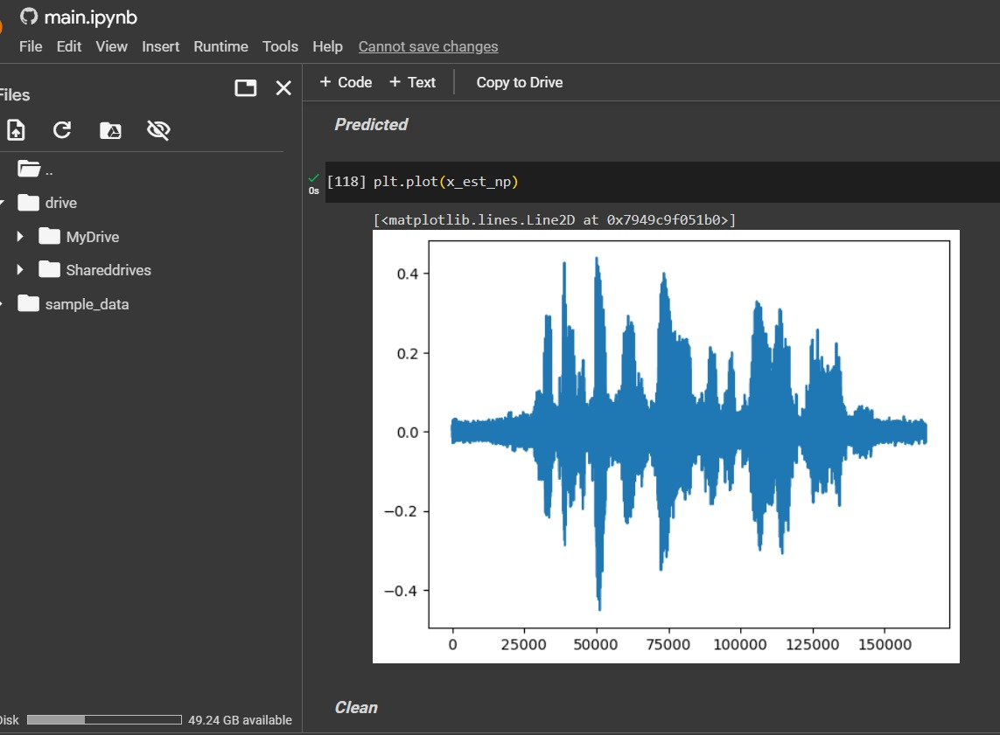 main.ipynb
File Edit View Insert Runtime Tools Help Cannot save changes
Files
+ Code + Text Copy to Drive
Predicted
..
drive
MyDrive
Shareddrives
sample_data
0s
[118] plt.plot(x_est_np)
[<matplotlib.lines.Line2D at 0x7949c9f051b0>]
0.4
0.2
0.0
−0.2
−0.4
0 25000 50000 75000 100000 125000 150000
Clean
Disk 49.24 GB available